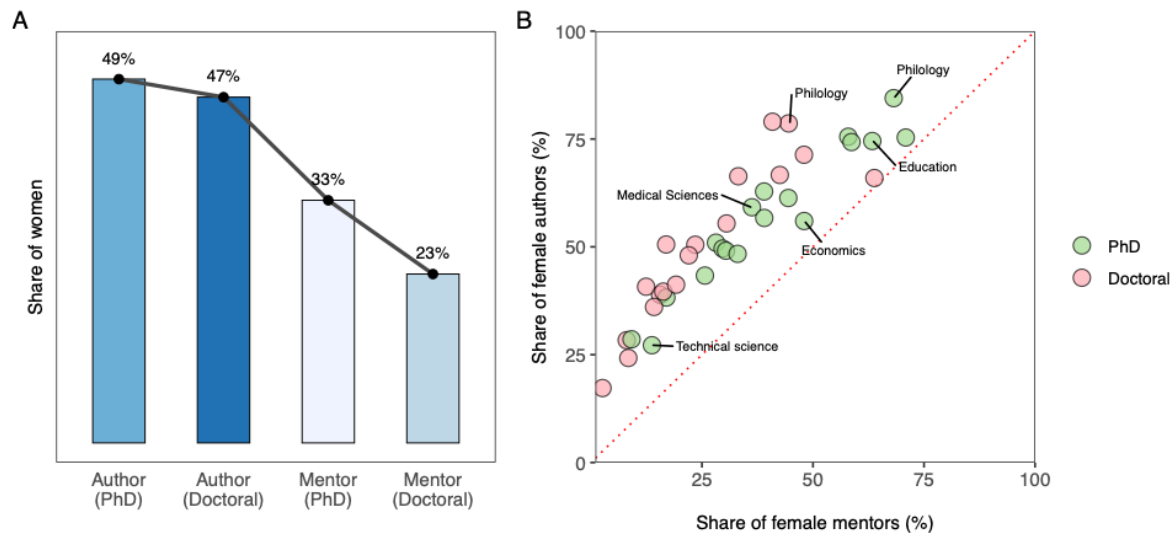 A
Share of women
49%
47%
33%
23%
Author
(PhD)
Author
(Doctoral)
Mentor
(PhD)
Mentor
(Doctoral)
B
Share of female authors (%)
100
75
50
25
0
Philology
Philology
Education
Medical Sciences
Economics
Technical science
25
50
75
100
Share of female mentors (%)
PhD
Doctoral